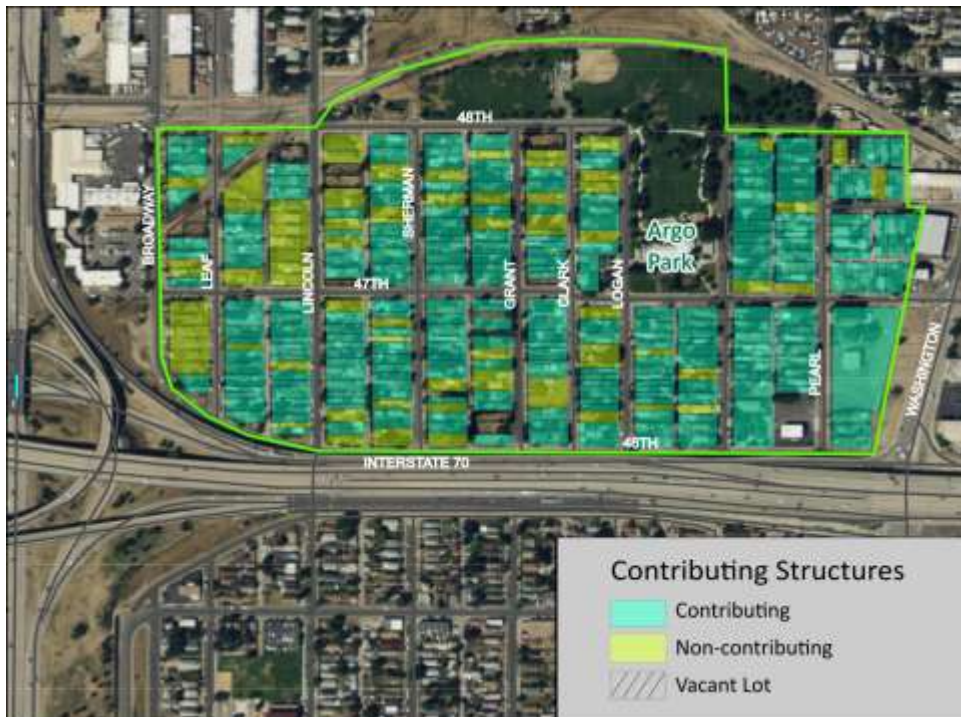 48TH
BROADWAY
LEAF
LINCOLN
SHERMAN
GRANT
CLARK
LOGAN
Argo
Park
47TH
PEARL
WASHINGTON
46TH
INTERSTATE 70
Contributing Structures
Contributing
Non-contributing
Vacant Lot